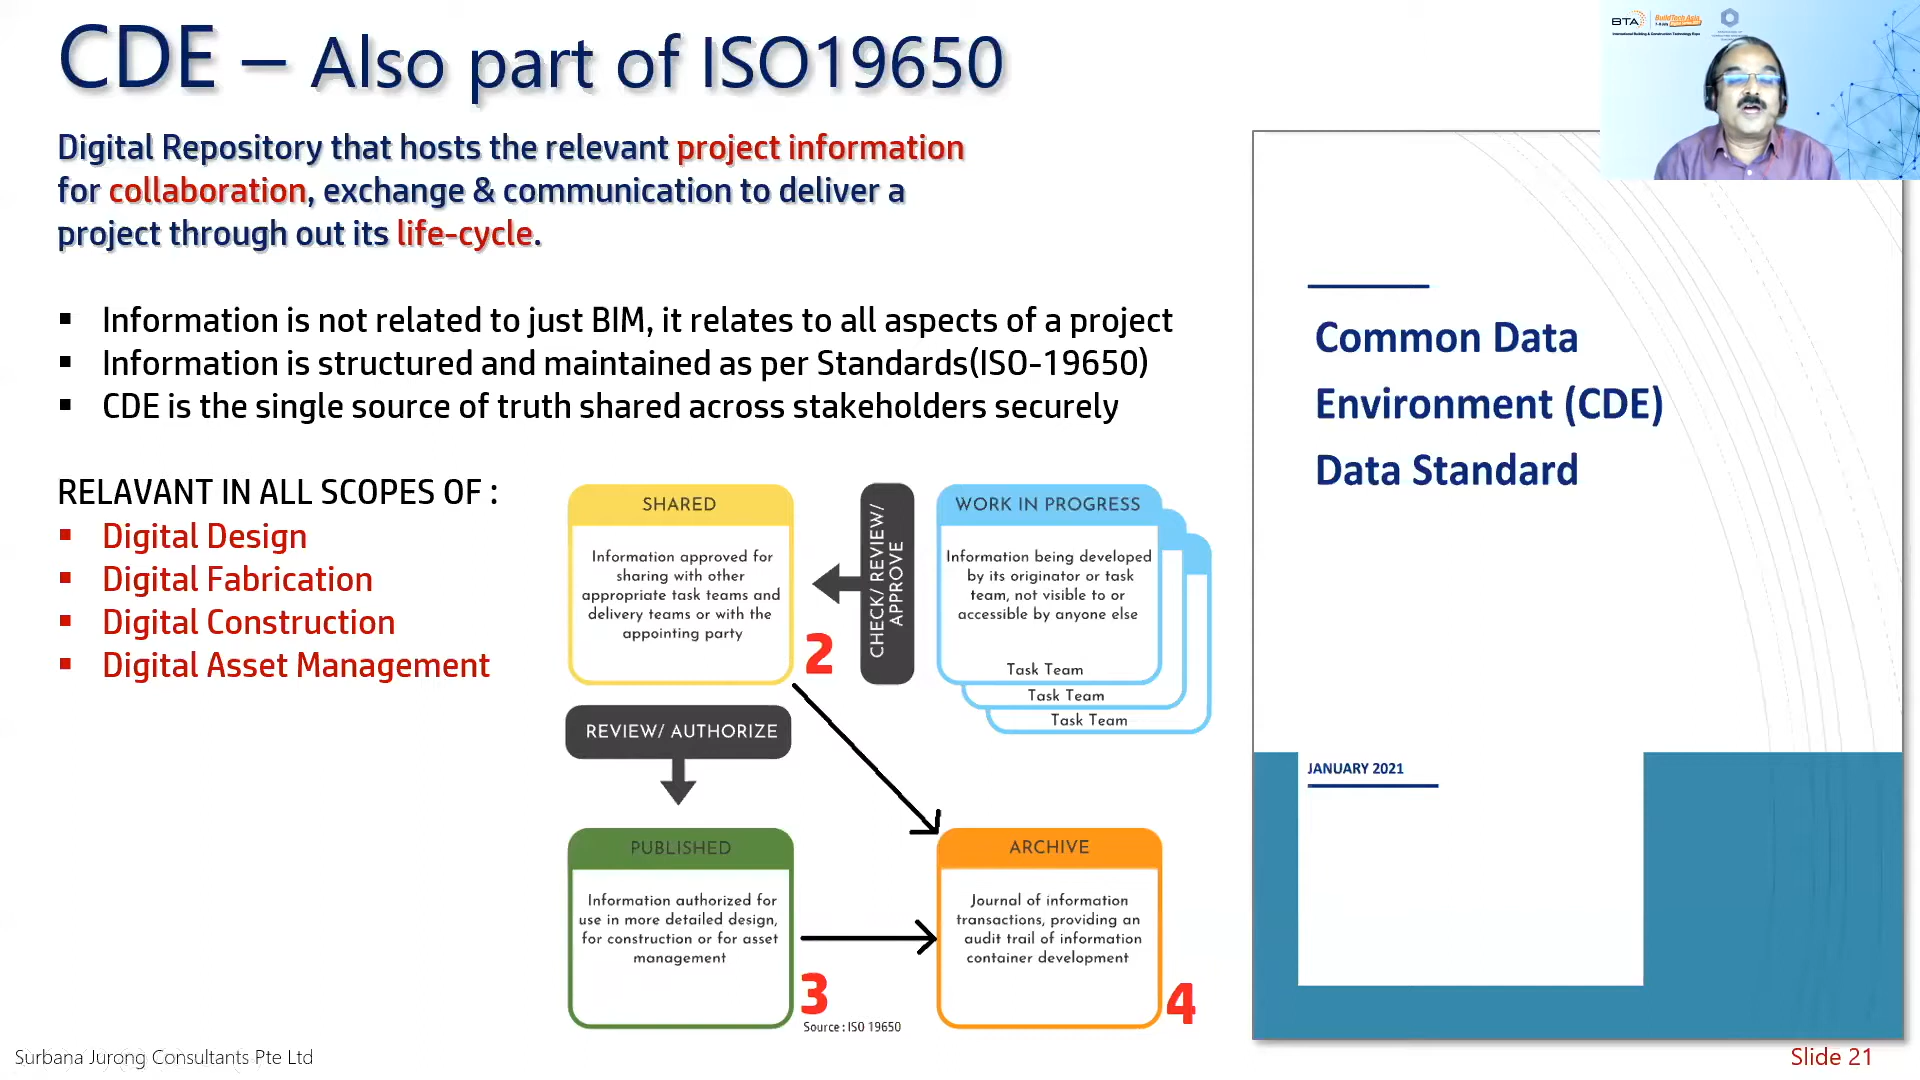 CDE – Also part of ISO19650
Digital Repository that hosts the relevant project information
for collaboration, exchange & communication to deliver a
project through out its life-cycle.
▪ Information is not related to just BIM, it relates to all aspects of a project
▪ Information is structured and maintained as per Standards(ISO-19650)
▪ CDE is the single source of truth shared across stakeholders securely
RELAVANT IN ALL SCOPES OF :
▪ Digital Design
▪ Digital Fabrication
▪ Digital Construction
▪ Digital Asset Management
SHARED
Information approved for
sharing with other
appropriate task teams and
delivery teams or with the
appointing party
2
CHECK/ REVIEW/
APPROVE
WORK IN PROGRESS
Information being developed
by its originator or task
team, not visible to or
accessible by anyone else
Task Team
Task Team
Task Team
REVIEW/ AUTHORIZE
PUBLISHED
Information authorized for
use in more detailed design,
for construction or for asset
management
3
Source : ISO 19650
ARCHIVE
Journal of information
transactions, providing an
audit trail of information
container development
4
BTA
BuildTech Asia
International Building & Construction Technology Expo
Common Data
Environment (CDE)
Data Standard
JANUARY 2021
Surbana Jurong Consultants Pte Ltd
Slide 21